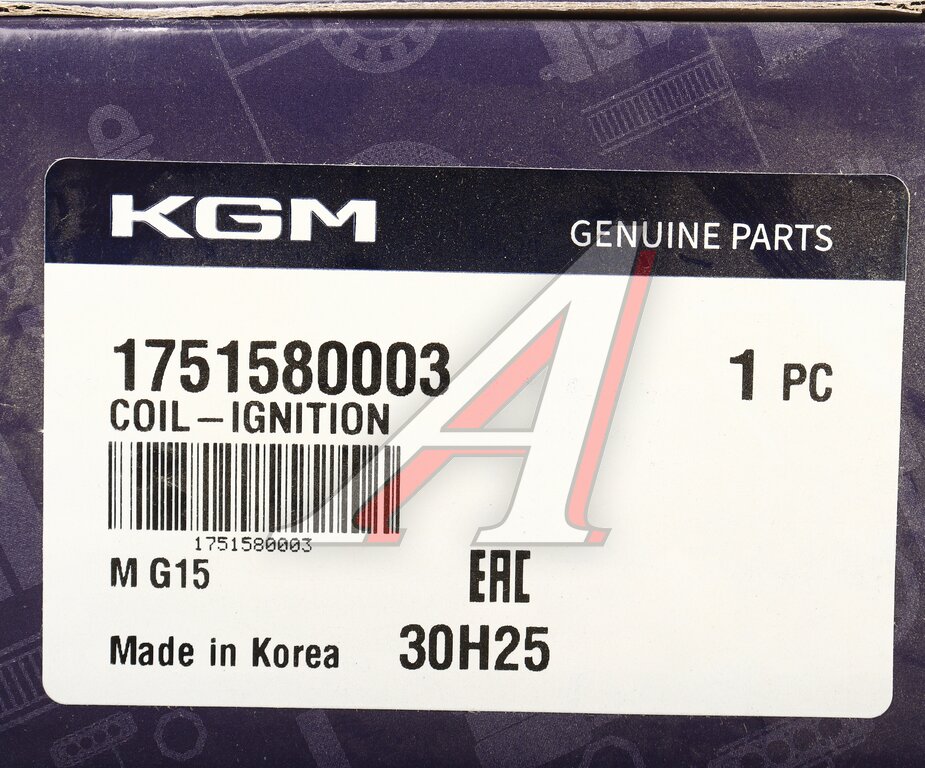 KGM GENUINE PARTS
1751580003 1 PC
COIL-IGNITION
1751580003
M G15 EAC
Made in Korea 30H25